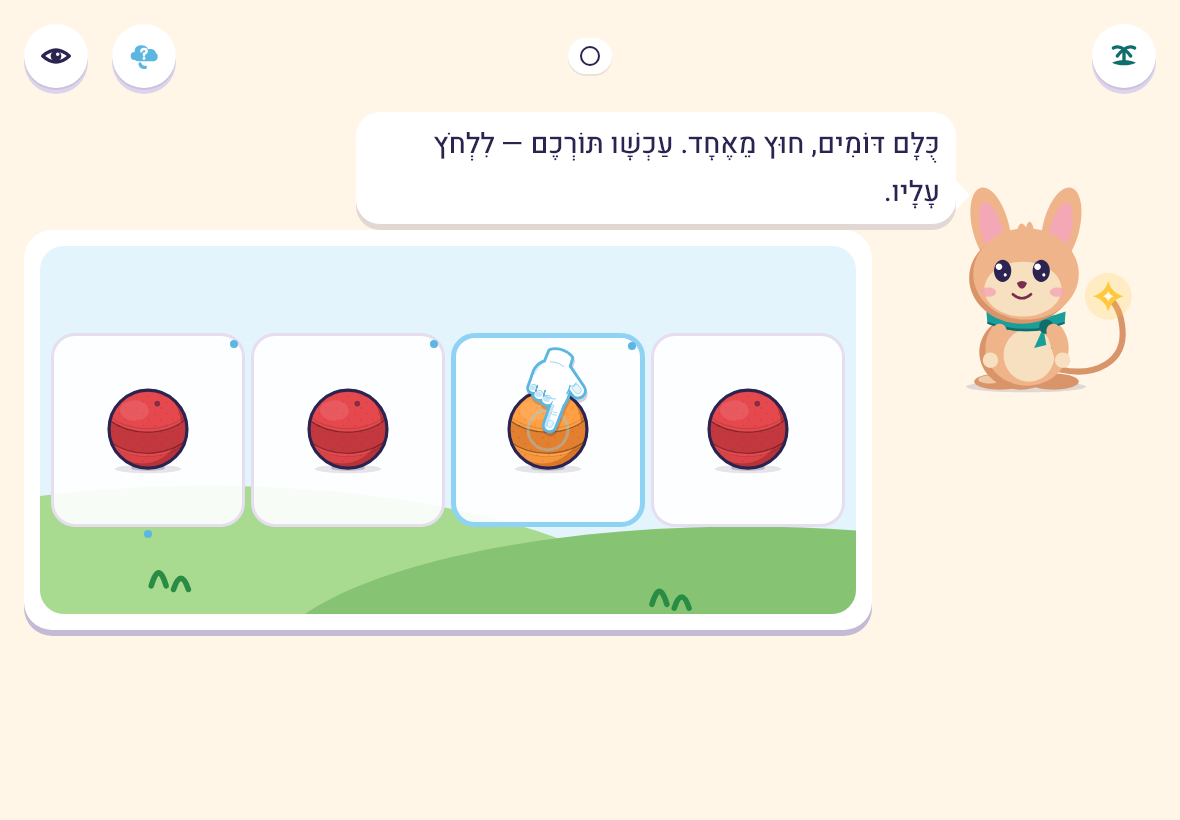 כֻּלָּם דּוֹמִים, חוּץ מֵאֶחָד. עַכְשָׁו תּוֹרְכֶם — לִלְחֹץ
עָלָיו.
?